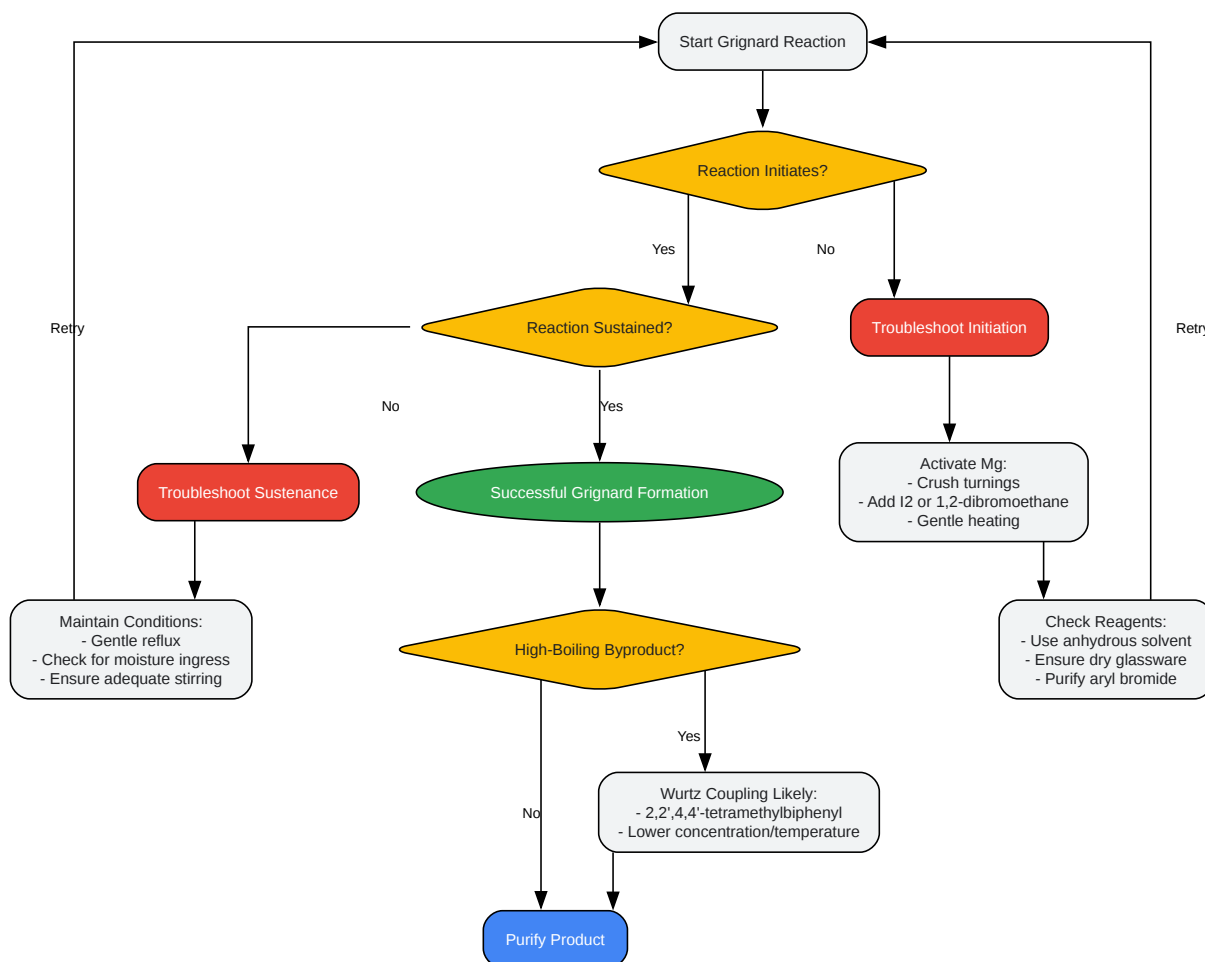 Start Grignard Reaction
Reaction Initiates?
Yes
No
Retry
Reaction Sustained?
Troubleshoot Initiation
Retry
No
Yes
Troubleshoot Sustenance
Successful Grignard Formation
Activate Mg:
- Crush turnings
- Add I2 or 1,2-dibromoethane
- Gentle heating
Maintain Conditions:
- Gentle reflux
- Check for moisture ingress
- Ensure adequate stirring
High-Boiling Byproduct?
Check Reagents:
- Use anhydrous solvent
- Ensure dry glassware
- Purify aryl bromide
Yes
No
Wurtz Coupling Likely:
- 2,2',4,4'-tetramethylbiphenyl
- Lower concentration/temperature
Purify Product